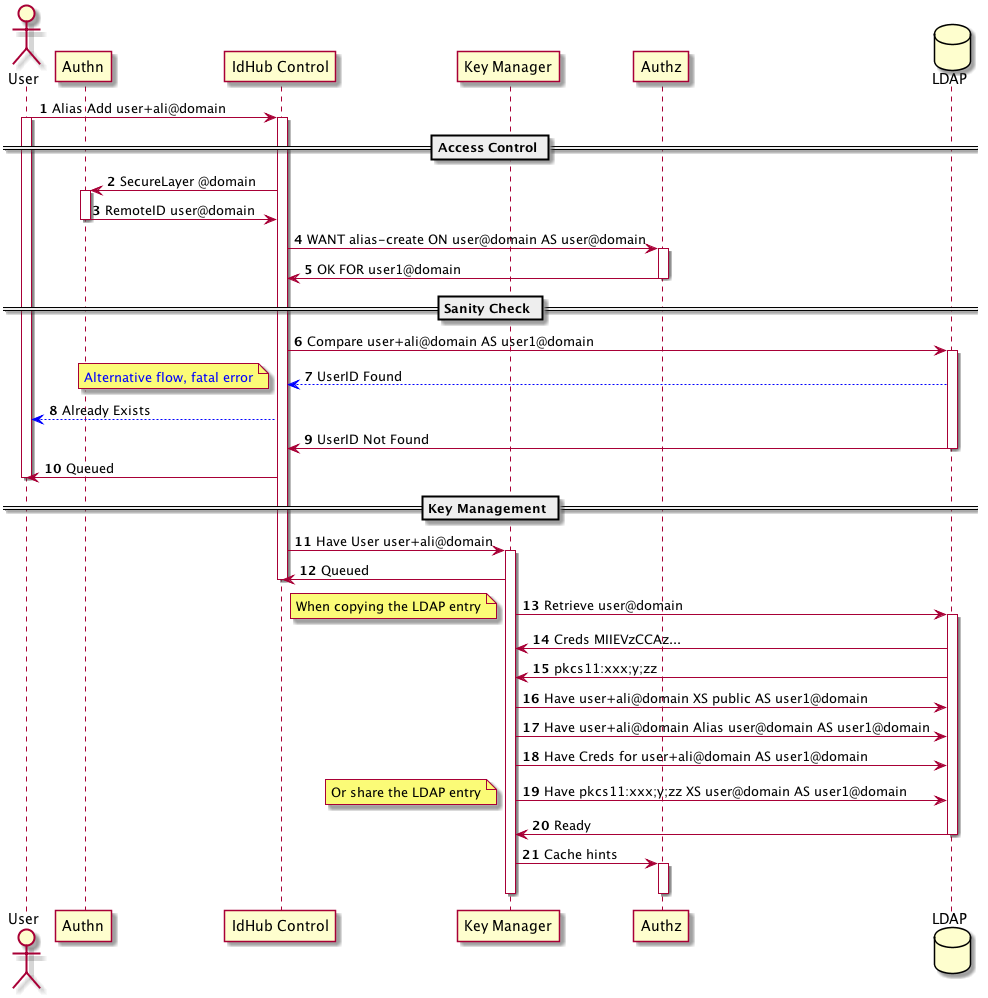 User
Authn
IdHub Control
Key Manager
Authz
LDAP
1 Alias Add user+ali@domain
Access Control
2 SecureLayer @domain
3 RemoteID user@domain
4 WANT alias-create ON user@domain AS user@domain
5 OK FOR user1@domain
Sanity Check
6 Compare user+ali@domain AS user1@domain
Alternative flow, fatal error
7 UserID Found
8 Already Exists
9 UserID Not Found
10 Queued
Key Management
11 Have User user+ali@domain
12 Queued
When copying the LDAP entry
13 Retrieve user@domain
14 Creds MIIEVzCCAz...
15 pkcs11:xxx;y;zz
16 Have user+ali@domain XS public AS user1@domain
17 Have user+ali@domain Alias user@domain AS user1@domain
18 Have Creds for user+ali@domain AS user1@domain
Or share the LDAP entry
19 Have pkcs11:xxx;y;zz XS user@domain AS user1@domain
20 Ready
21 Cache hints
User
Authn
IdHub Control
Key Manager
Authz
LDAP